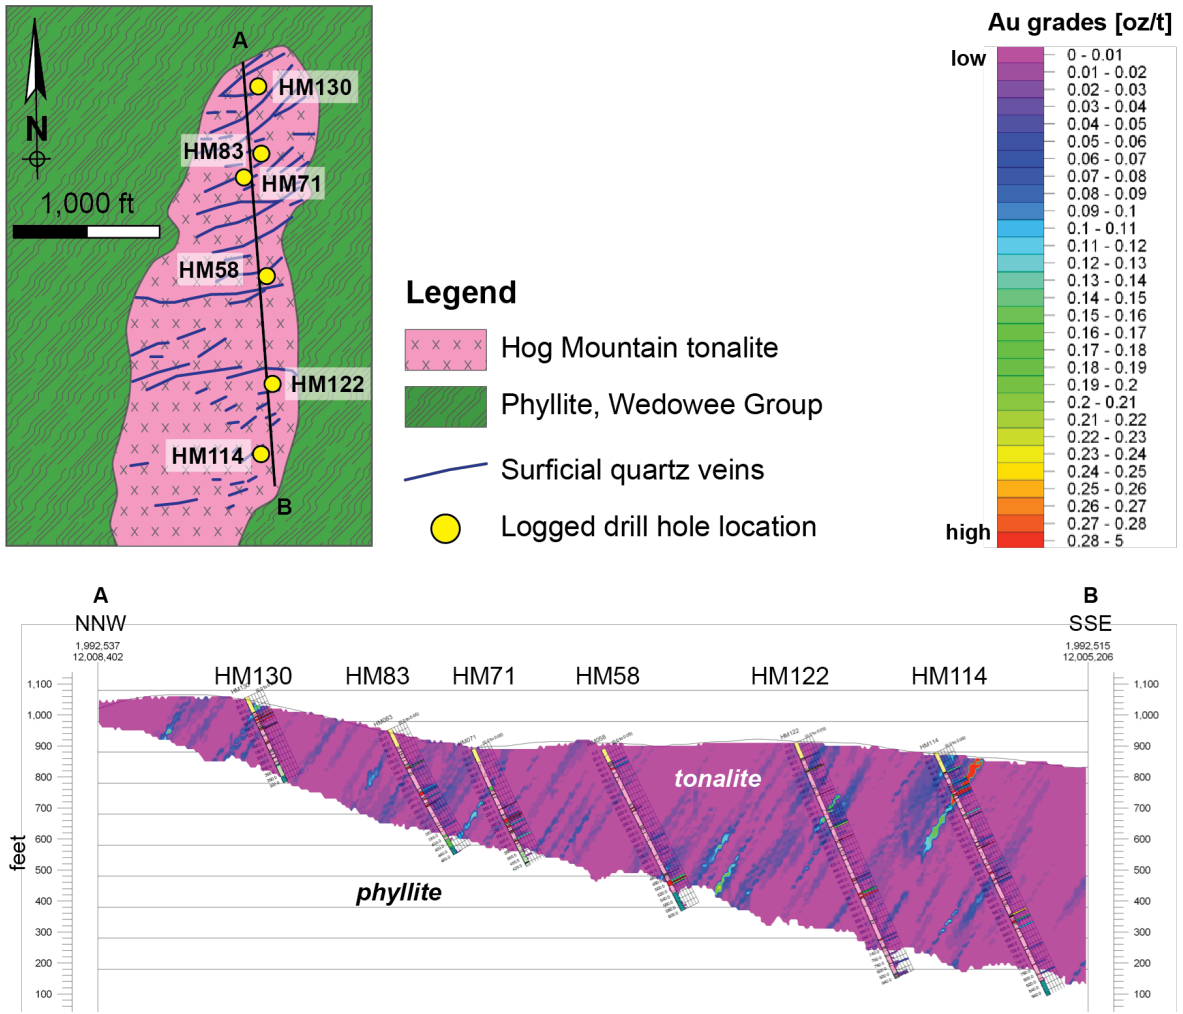 A
HM130
N
HM83
HM71
1,000 ft
HM58
HM122
HM114
B
Legend
Hog Mountain tonalite
Phyllite, Wedowee Group
Surficial quartz veins
Logged drill hole location
Au grades [oz/t]
low
0 - 0.01
0.01 - 0.02
0.02 - 0.03
0.03 - 0.04
0.04 - 0.05
0.05 - 0.06
0.06 - 0.07
0.07 - 0.08
0.08 - 0.09
0.09 - 0.1
0.1 - 0.11
0.11 - 0.12
0.12 - 0.13
0.13 - 0.14
0.14 - 0.15
0.15 - 0.16
0.16 - 0.17
0.17 - 0.18
0.18 - 0.19
0.19 - 0.2
0.2 - 0.21
0.21 - 0.22
0.22 - 0.23
0.23 - 0.24
0.24 - 0.25
0.25 - 0.26
0.26 - 0.27
0.27 - 0.28
0.28 - 5
high
A
NNW
1,992,537
12,008,402
B
SSE
1,992,515
12,005,206
HM130 HM83 HM71 HM58 HM122 HM114
1,100
1,000
900
800
700
600
500
400
300
200
100
feet
tonalite
phyllite
1,100
1,000
900
800
700
600
500
400
300
200
100